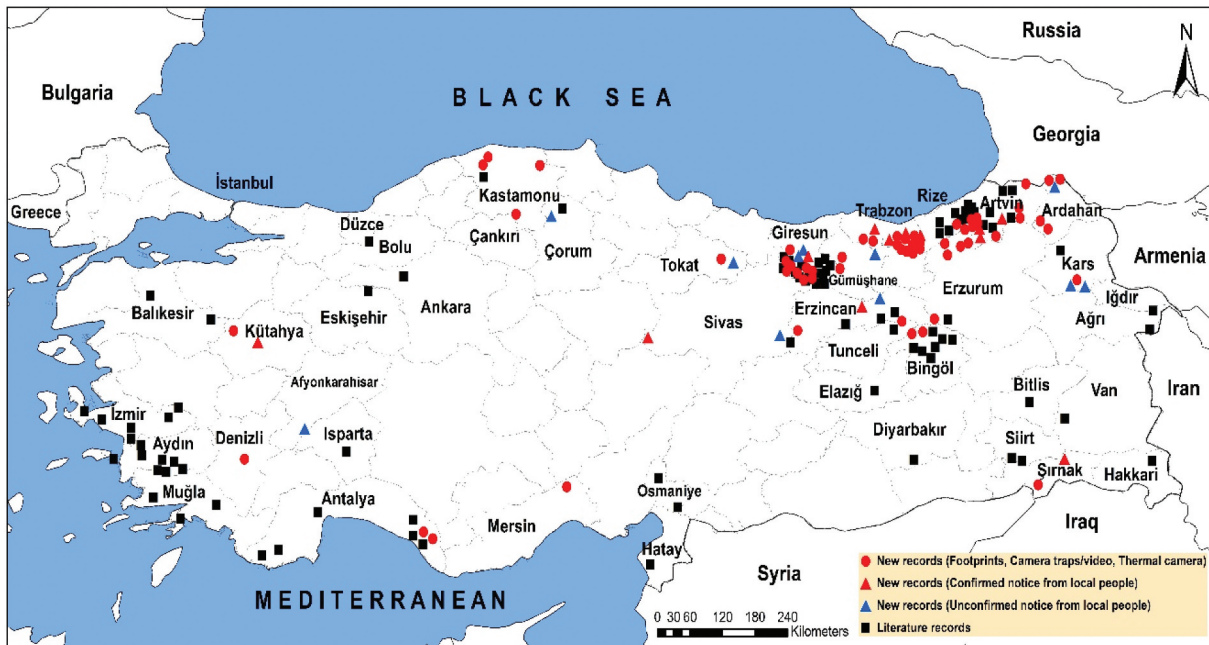 Russia
N
Bulgaria
BLACK SEA
Georgia
İstanbul
Kastamonu
Rize
Artvin
Greece
Düzce
Trabzon
Ardahan
Bolu
Çankırı
Çorum
Giresun
Armenia
Tokat
Kars
Gümüşhane
Balıkesir
Ankara
Erzurum
Iğdır
Eskişehir
Erzincan
Kütahya
Sivas
Ağrı
Tunceli
Bingöl
Afyonkarahisar
Elazığ
Bitlis
Van
Iran
İzmir
Isparta
Aydın
Denizli
Diyarbakır
Siirt
Şırnak
Hakkari
Muğla
Antalya
Osmaniye
Mersin
Iraq
Hatay
Syria
MEDITERRANEAN
New records (Footprints, Camera traps/video, Thermal camera)
New records (Confirmed notice from local people)
New records (Unconfirmed notice from local people)
Literature records
0 30 60 120 180 240
Kilometers